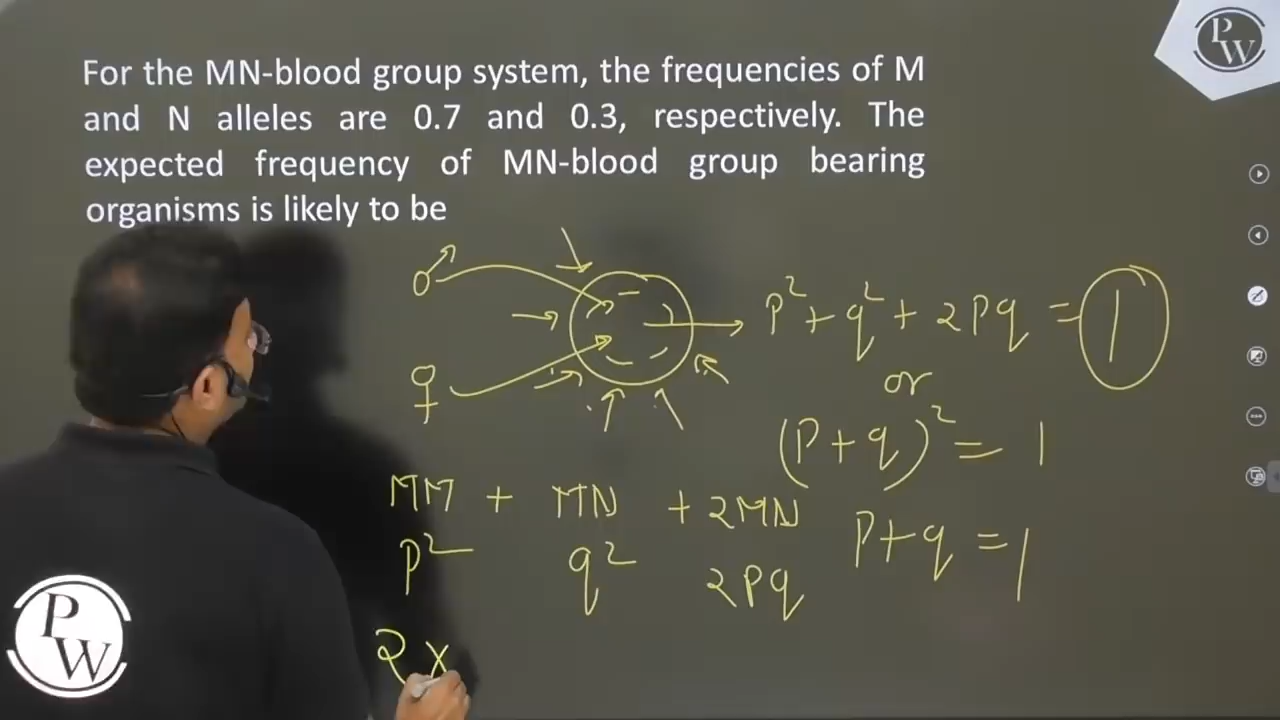 For the MN-blood group system, the frequencies of M
and N alleles are 0.7 and 0.3, respectively. The
expected frequency of MN-blood group bearing
organisms is likely to be
P² + q² + 2Pq = 1
or
(P + q)² = 1
MM + MN + 2MN
P² q² 2Pq
P + q = 1
2 x
PW
PW